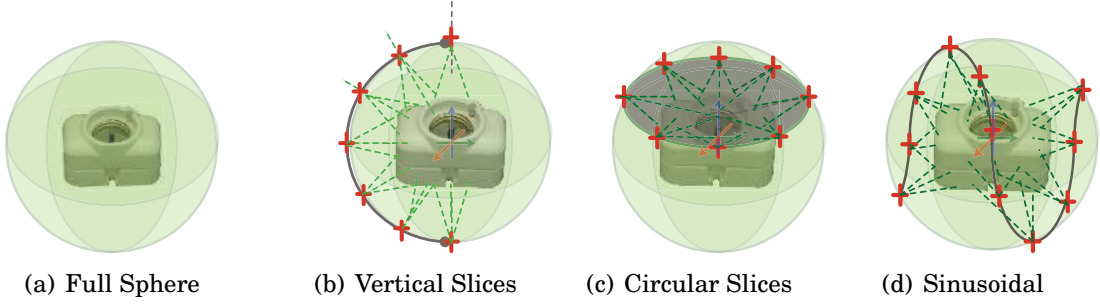 (a) Full Sphere
(b) Vertical Slices
(c) Circular Slices
(d) Sinusoidal